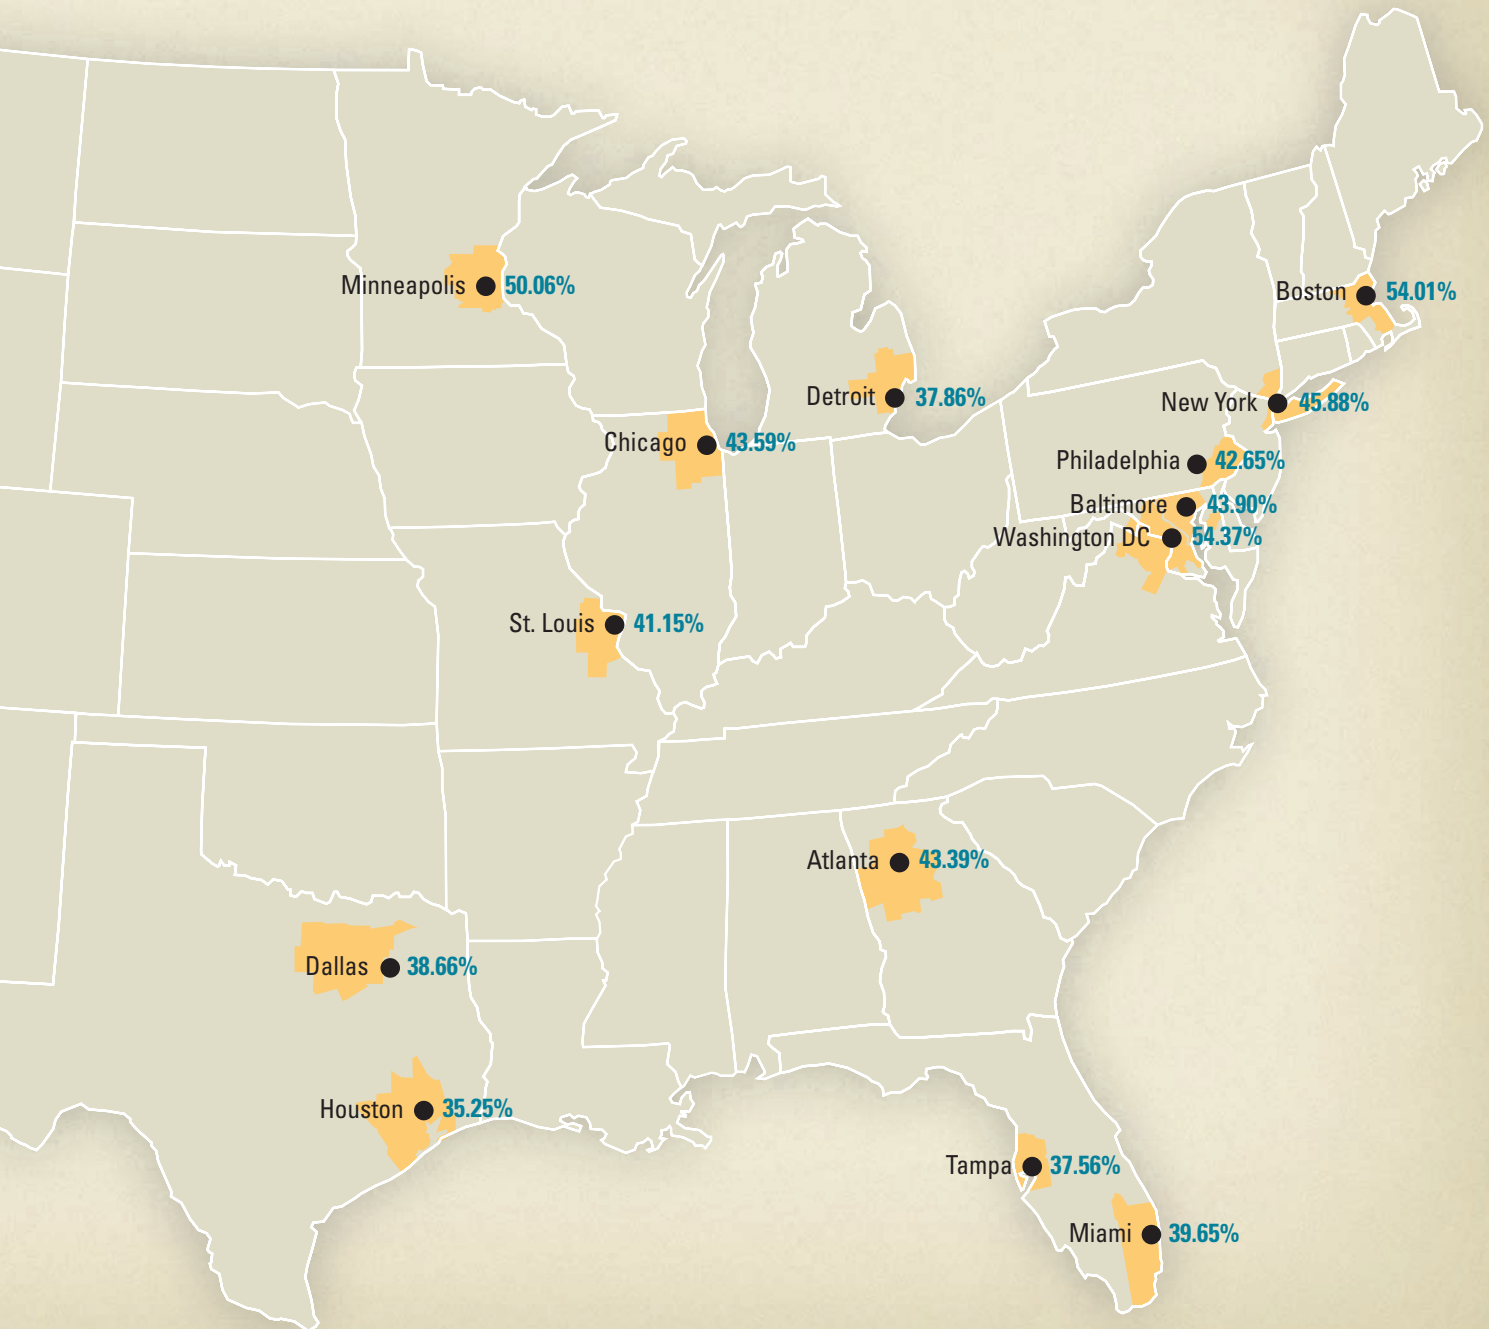 Minneapolis 50.06%
Boston 54.01%
Detroit 37.86%
New York 45.88%
Chicago 43.59%
Philadelphia 42.65%
Baltimore 43.90%
Washington DC 54.37%
St. Louis 41.15%
Atlanta 43.39%
Dallas 38.66%
Houston 35.25%
Tampa 37.56%
Miami 39.65%